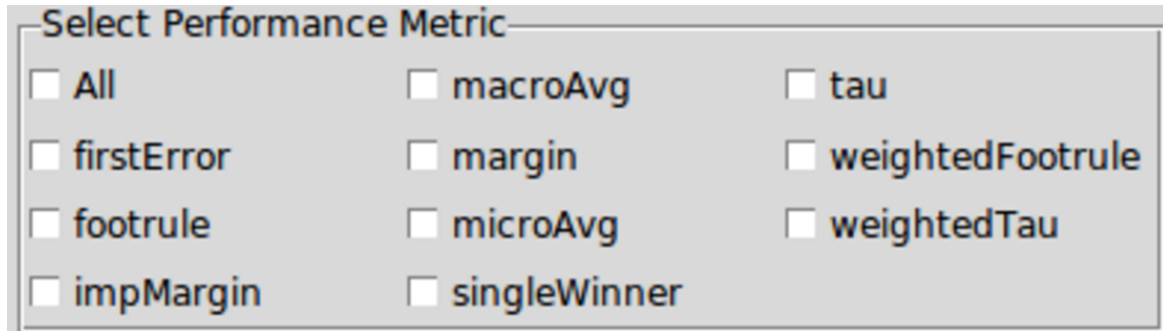 Select Performance Metric
All macroAvg tau
firstError margin weightedFootrule
footrule microAvg weightedTau
impMargin singleWinner